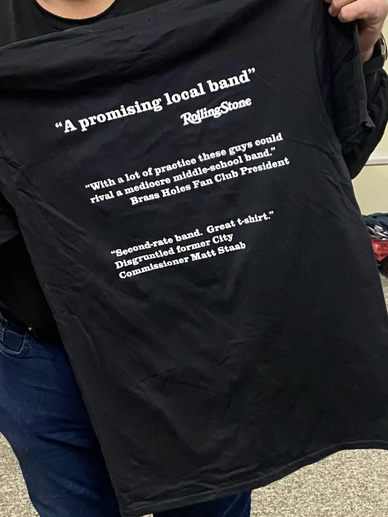 "A promising local band"
RollingStone
"With a lot of practice these guys could
rival a mediocre middle-school band."
Brass Holes Fan Club President
"Second-rate band. Great t-shirt."
Disgruntled former City
Commissioner Matt Staab